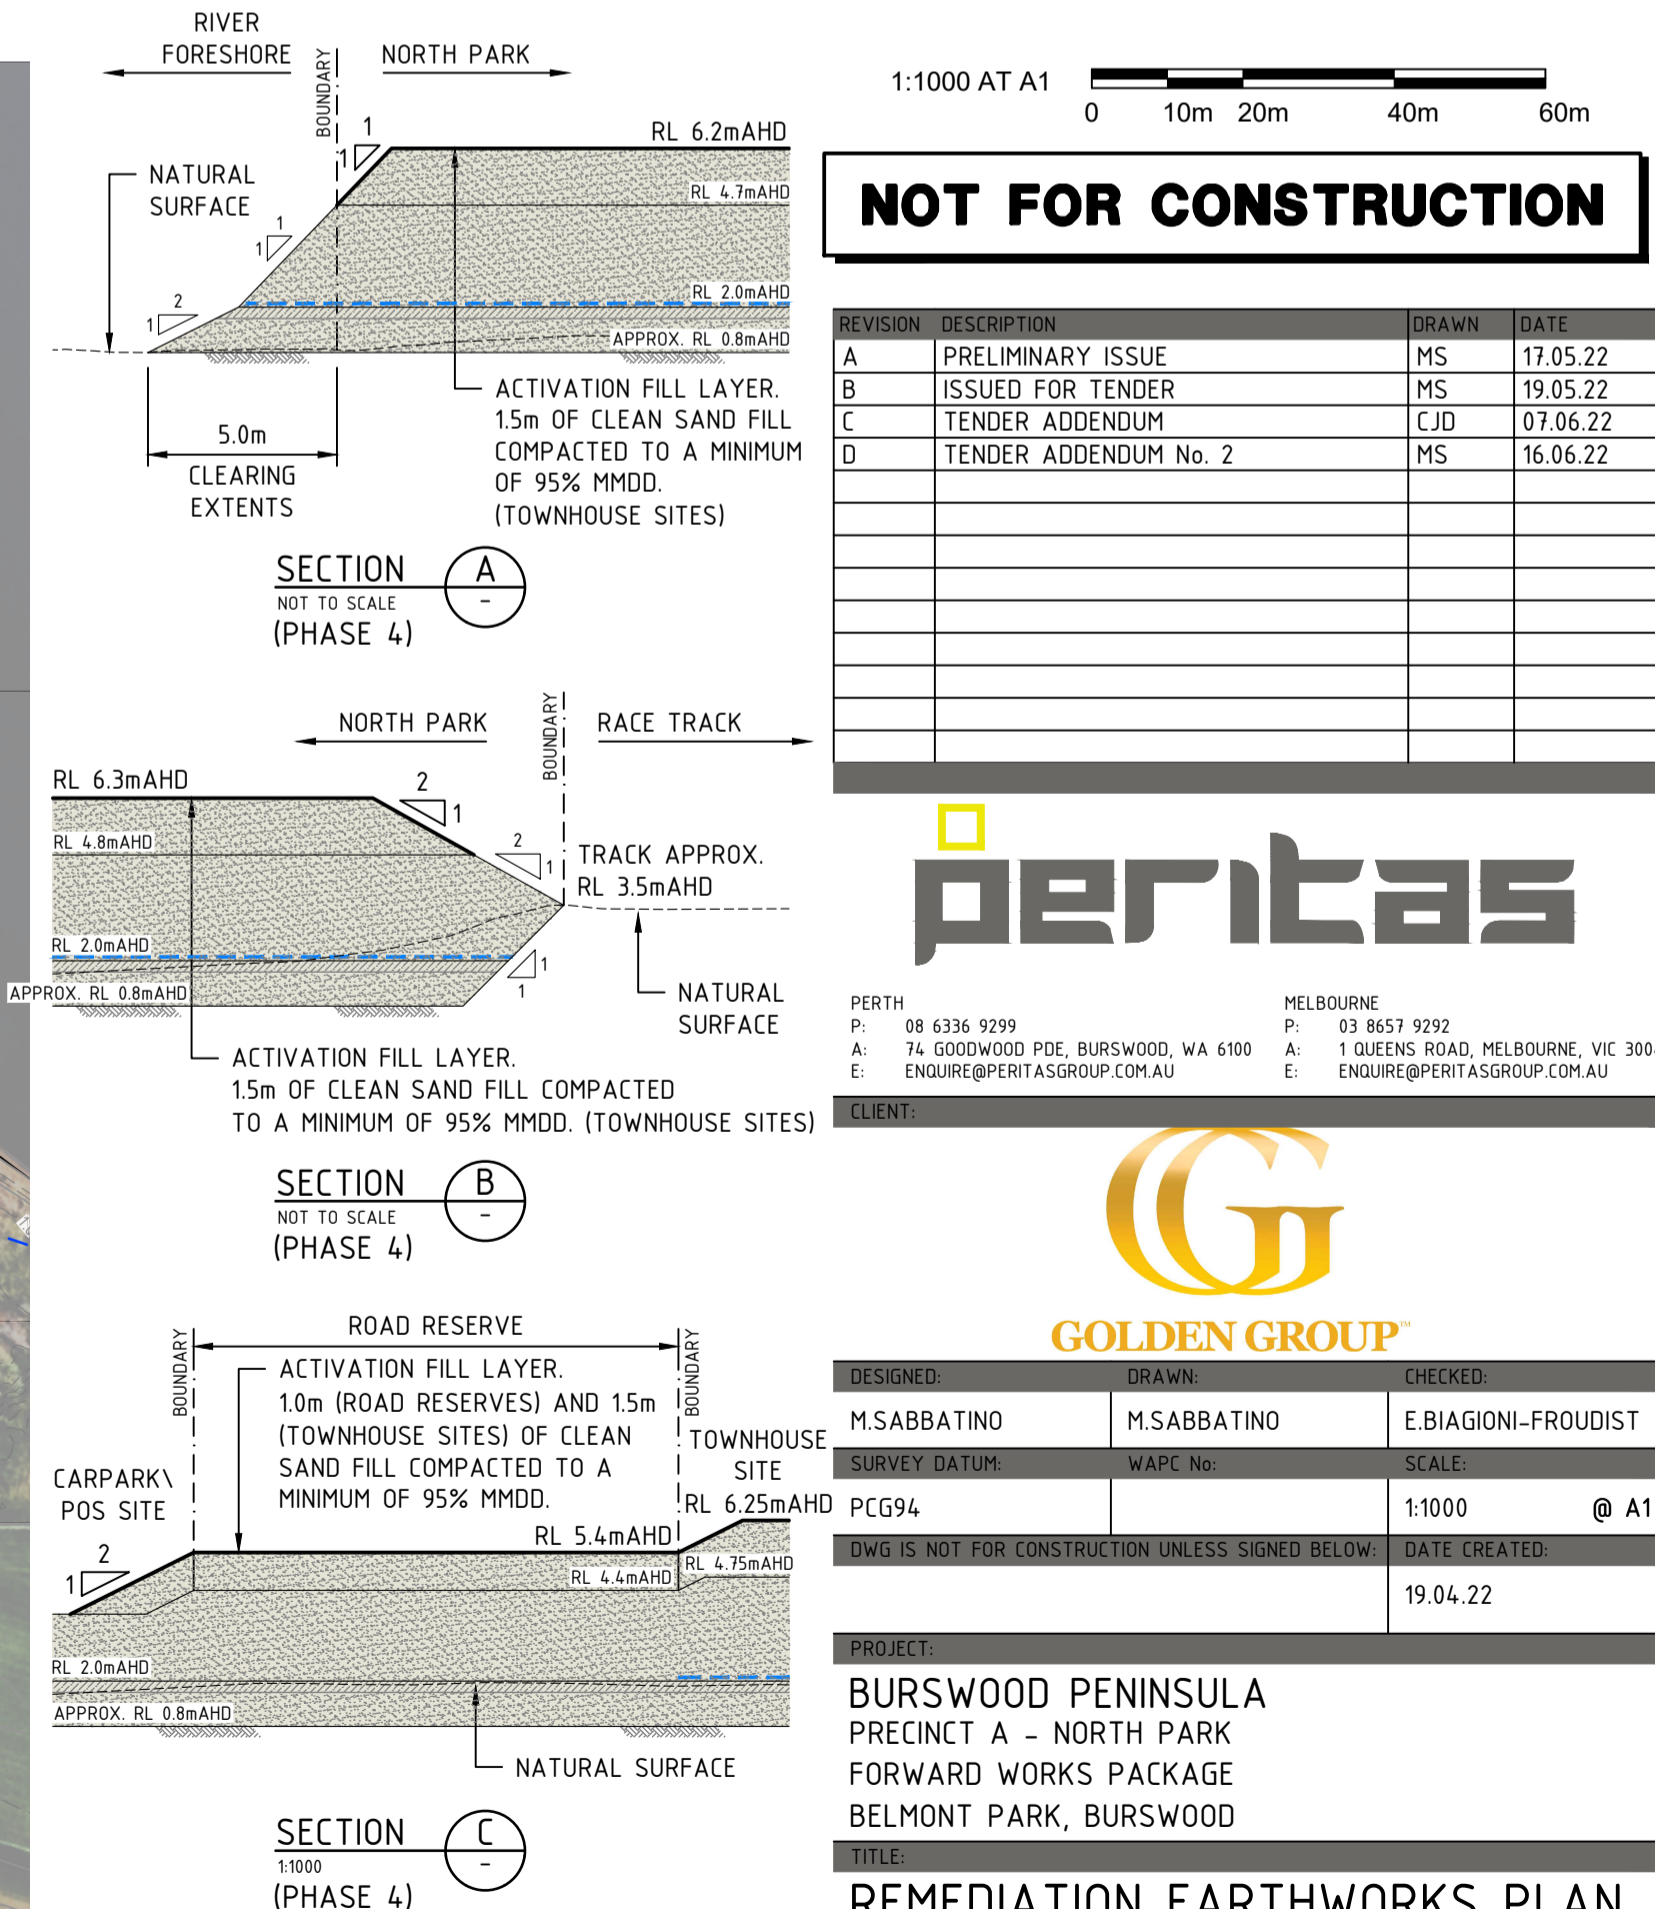 RIVER
FORESHORE
BOUNDARY
NORTH PARK
1
1
RL 6.2mAHD
NATURAL
SURFACE
RL 4.7mAHD
1
1
RL 2.0mAHD
2
1
APPROX. RL 0.8mAHD
ACTIVATION FILL LAYER.
1.5m OF CLEAN SAND FILL
COMPACTED TO A MINIMUM
OF 95% MMDD.
(TOWNHOUSE SITES)
5.0m
CLEARING
EXTENTS
SECTION A
-
NOT TO SCALE
(PHASE 4)
NORTH PARK
BOUNDARY
RACE TRACK
RL 6.3mAHD
2
1
RL 4.8mAHD
2
1
TRACK APPROX.
RL 3.5mAHD
RL 2.0mAHD
1
1
APPROX. RL 0.8mAHD
NATURAL
SURFACE
ACTIVATION FILL LAYER.
1.5m OF CLEAN SAND FILL COMPACTED
TO A MINIMUM OF 95% MMDD. (TOWNHOUSE SITES)
SECTION B
-
NOT TO SCALE
(PHASE 4)
BOUNDARY
ROAD RESERVE
BOUNDARY
ACTIVATION FILL LAYER.
1.0m (ROAD RESERVES) AND 1.5m
(TOWNHOUSE SITES) OF CLEAN
SAND FILL COMPACTED TO A
MINIMUM OF 95% MMDD.
TOWNHOUSE
SITE
CARPARK\
POS SITE
RL 6.25mAHD
RL 5.4mAHD
2
1
RL 4.75mAHD
RL 4.4mAHD
RL 2.0mAHD
APPROX. RL 0.8mAHD
NATURAL SURFACE
SECTION C
-
1:1000
(PHASE 4)
1:1000 AT A1
0 10m 20m 40m 60m
NOT FOR CONSTRUCTION
REVISION DESCRIPTION DRAWN DATE
A PRELIMINARY ISSUE MS 17.05.22
B ISSUED FOR TENDER MS 19.05.22
C TENDER ADDENDUM CJD 07.06.22
D TENDER ADDENDUM No. 2 MS 16.06.22
peritas
PERTH
P: 08 6336 9299
A: 74 GOODWOOD PDE, BURSWOOD, WA 6100
E: ENQUIRE@PERITASGROUP.COM.AU
MELBOURNE
P: 03 8657 9292
A: 1 QUEENS ROAD, MELBOURNE, VIC
E: ENQUIRE@PERITASGROUP.COM.AU
CLIENT:
GG
GOLDEN GROUP™
DESIGNED: DRAWN: CHECKED:
M.SABBATINO M.SABBATINO E.BIAGIONI-FROUDIST
SURVEY DATUM: WAPC No: SCALE:
PCG94 1:1000 @ A1
DWG IS NOT FOR CONSTRUCTION UNLESS SIGNED BELOW: DATE CREATED:
19.04.22
PROJECT:
BURSWOOD PENINSULA
PRECINCT A - NORTH PARK
FORWARD WORKS PACKAGE
BELMONT PARK, BURSWOOD
TITLE:
REMEDIATION EARTHWORKS PLAN